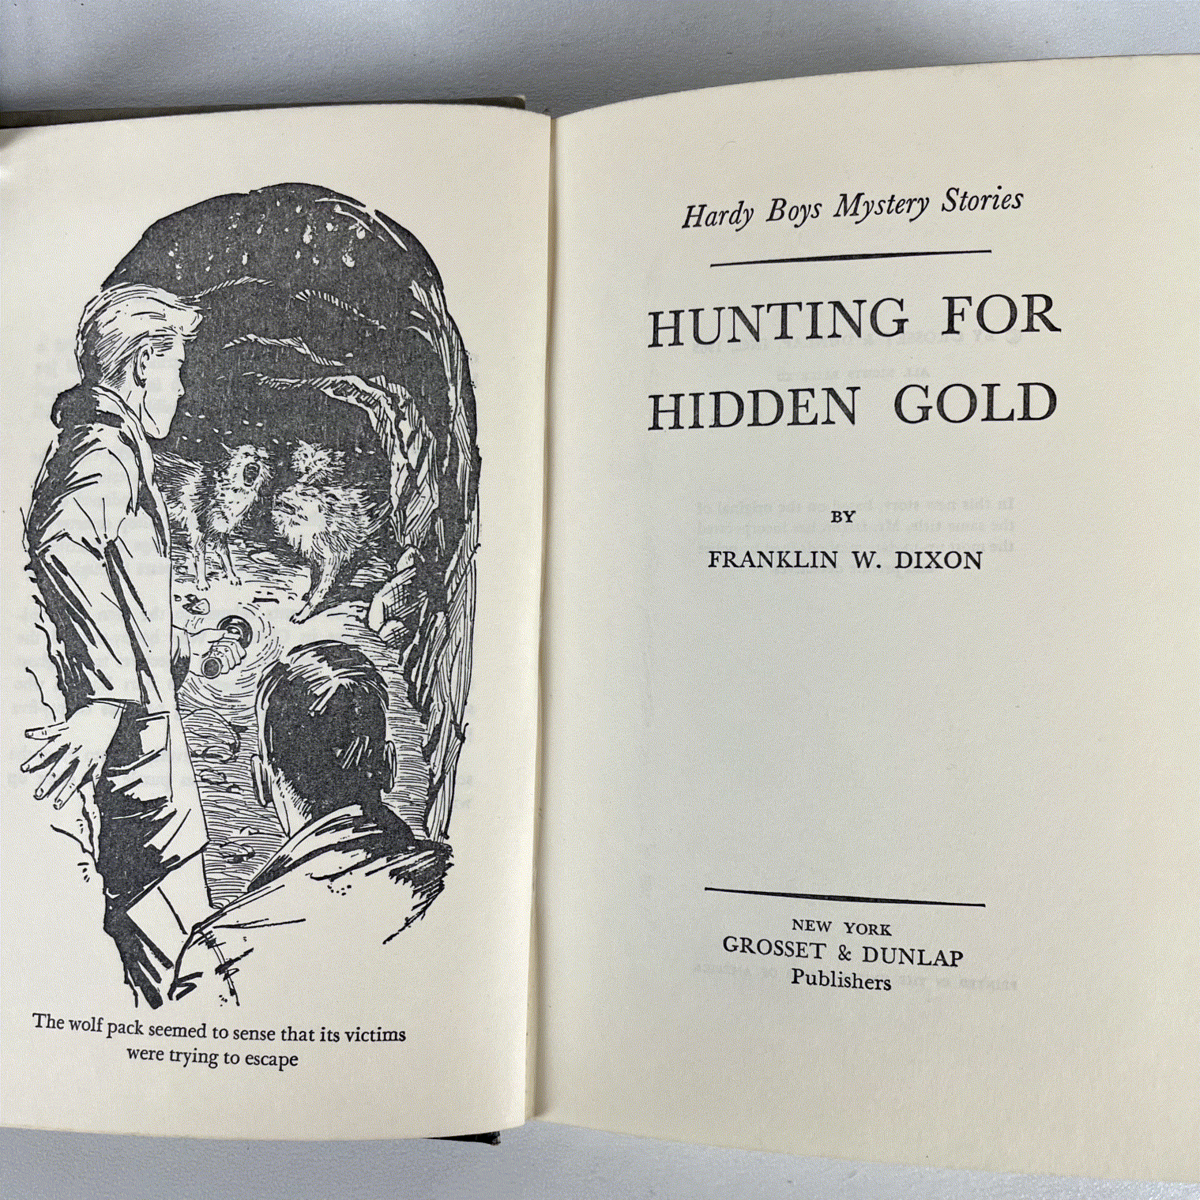 The wolf pack seemed to sense that its victims
were trying to escape
Hardy Boys Mystery Stories
HUNTING FOR
HIDDEN GOLD
BY
FRANKLIN W. DIXON
NEW YORK
GROSSET & DUNLAP
Publishers